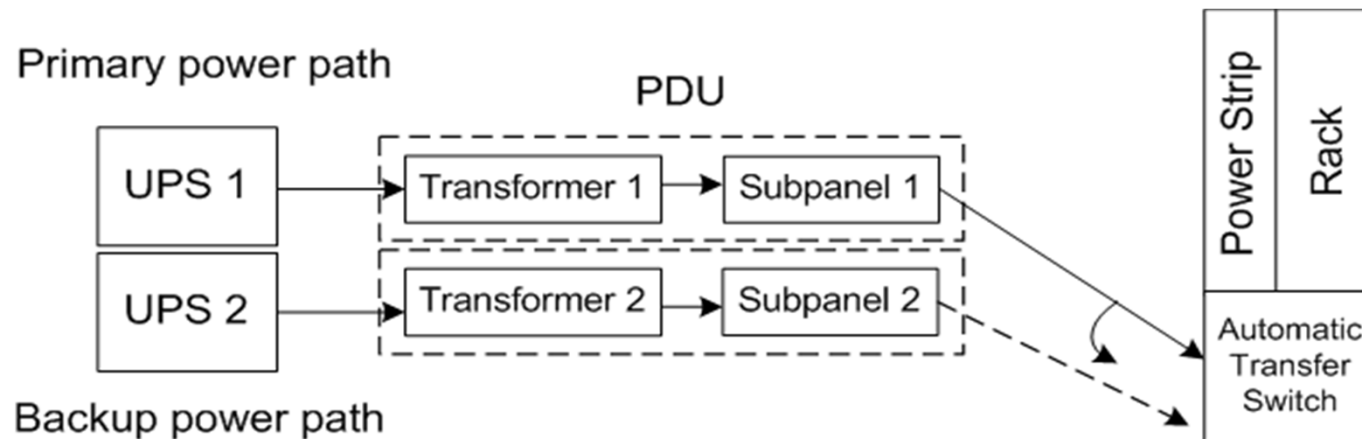 Primary power path
PDU
UPS 1
Transformer 1
Subpanel 1
UPS 2
Transformer 2
Subpanel 2
Backup power path
Power Strip
Rack
Automatic
Transfer
Switch